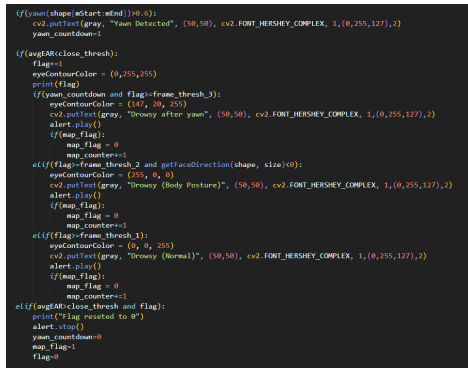 if(yawn(shape[mStart:mEnd])>0.6):
    cv2.putText(gray, "Yawn Detected", (50,50), cv2.FONT_HERSHEY_COMPLEX, 1,(0,255,127),2)
    yawn_countdown=1

if(avgEAR<close_thresh):
    flag+=1
    eyeContourColor = (0,255,255)
    print(flag)
    if(yawn_countdown and flag>=frame_thresh_3):
        eyeContourColor = (147, 20, 255)
        cv2.putText(gray, "Drowsy after yawn", (50,50), cv2.FONT_HERSHEY_COMPLEX, 1,(0,255,127),2)
        alert.play()
        if(map_flag):
            map_flag = 0
            map_counter+=1
    elif(flag>=frame_thresh_2 and getFaceDirection(shape, size)<0):
        eyeContourColor = (255, 0, 0)
        cv2.putText(gray, "Drowsy (Body Posture)", (50,50), cv2.FONT_HERSHEY_COMPLEX, 1,(0,255,127),2)
        alert.play()
        if(map_flag):
            map_flag = 0
            map_counter+=1
    elif(flag>=frame_thresh_1):
        eyeContourColor = (0, 0, 255)
        cv2.putText(gray, "Drowsy (Normal)", (50,50), cv2.FONT_HERSHEY_COMPLEX, 1,(0,255,127),2)
        alert.play()
        if(map_flag):
            map_flag = 0
            map_counter+=1
elif(avgEAR>close_thresh and flag):
    print("Flag reseted to 0")
    alert.stop()
    yawn_countdown=0
    map_flag=1
    flag=0